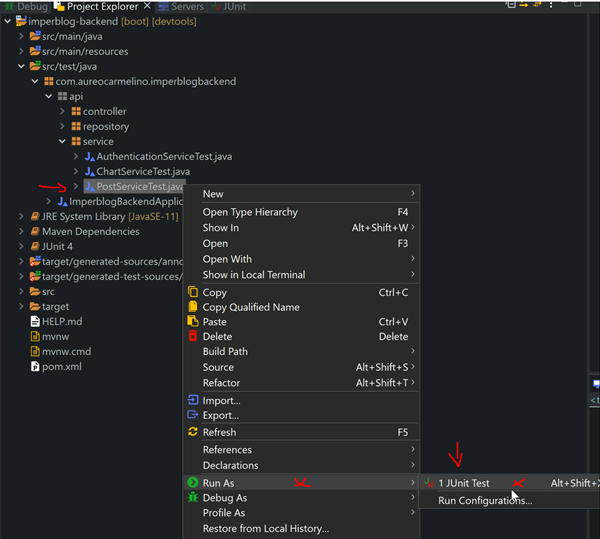 Debug Project Explorer Servers JUnit
imperblog-backend [boot] [devtools]
src/main/java
src/main/resources
src/test/java
com.aureocarmelino.imperblogbackend
api
controller
repository
service
AuthenticationServiceTest.java
ChartServiceTest.java
PostServiceTest.java
ImperblogBackendApplic
JRE System Library [JavaSE-11]
Maven Dependencies
JUnit 4
target/generated-sources/anno
target/generated-test-sources/
src
target
HELP.md
mvnw
mvnw.cmd
pom.xml
New
Open Type Hierarchy F4
Show In Alt+Shift+W
Open F3
Open With
Show in Local Terminal
Copy Ctrl+C
Copy Qualified Name
Paste Ctrl+V
Delete Delete
Build Path
Source Alt+Shift+S
Refactor Alt+Shift+T
Import...
Export...
Refresh F5
References
Declarations
Run As
Debug As
Profile As
Restore from Local History...
1 JUnit Test Alt+Shift+
Run Configurations...